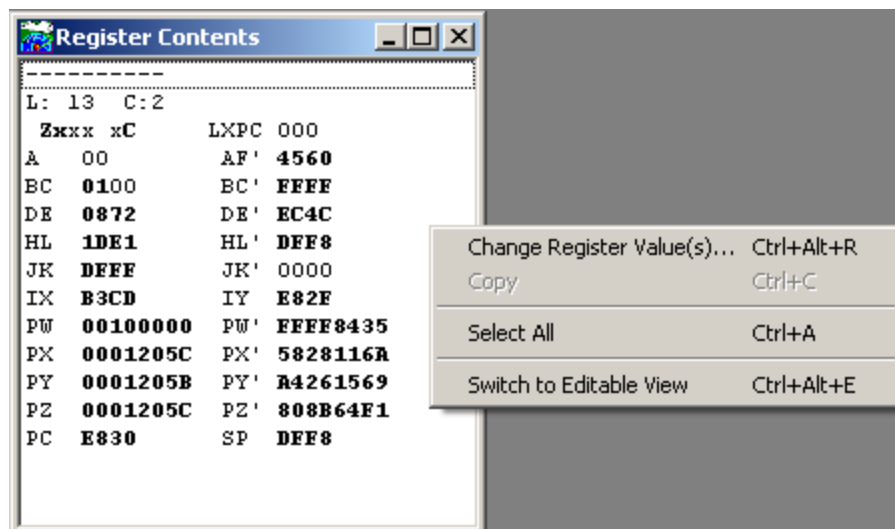 Register Contents
----------
L: 13 C:2
Zxxx xC LXPC 000
A 00 AF' 4560
BC 0100 BC' FFFF
DE 0872 DE' EC4C
HL 1DE1 HL' DFF8
JK DFFF JK' 0000
IX B3CD IY E82F
PW 00100000 PW' FFFF8435
PX 0001205C PX' 5828116A
PY 0001205B PY' A4261569
PZ 0001205C PZ' 808B64F1
PC E830 SP DFF8
Change Register Value(s)... Ctrl+Alt+R
Copy Ctrl+C
Select All Ctrl+A
Switch to Editable View Ctrl+Alt+E